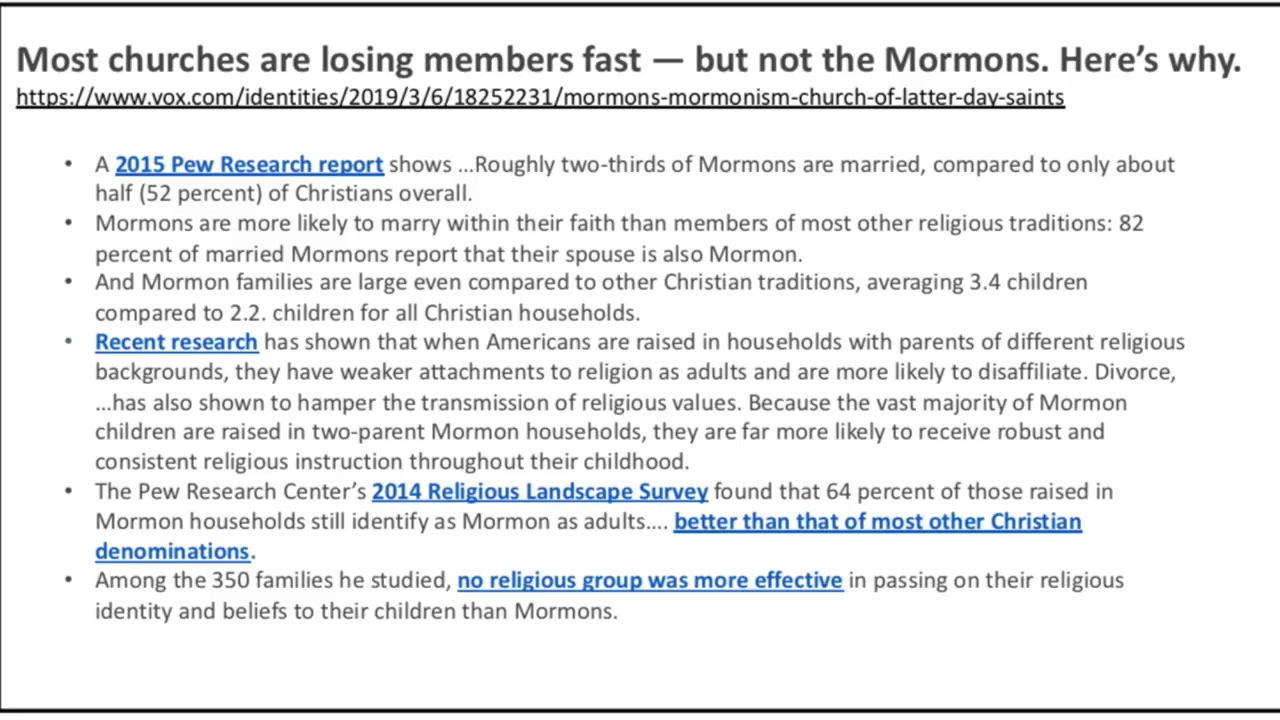 Most churches are losing members fast — but not the Mormons. Here's why.
https://www.vox.com/identities/2019/3/6/18252231/mormons-mormonism-church-of-latter-day-saints
• A 2015 Pew Research report shows …Roughly two-thirds of Mormons are married, compared to only about
half (52 percent) of Christians overall.
• Mormons are more likely to marry within their faith than members of most other religious traditions: 82
percent of married Mormons report that their spouse is also Mormon.
• And Mormon families are large even compared to other Christian traditions, averaging 3.4 children
compared to 2.2. children for all Christian households.
• Recent research has shown that when Americans are raised in households with parents of different religious
backgrounds, they have weaker attachments to religion as adults and are more likely to disaffiliate. Divorce,
…has also shown to hamper the transmission of religious values. Because the vast majority of Mormon
children are raised in two-parent Mormon households, they are far more likely to receive robust and
consistent religious instruction throughout their childhood.
• The Pew Research Center's 2014 Religious Landscape Survey found that 64 percent of those raised in
Mormon households still identify as Mormon as adults…. better than that of most other Christian
denominations.
• Among the 350 families he studied, no religious group was more effective in passing on their religious
identity and beliefs to their children than Mormons.